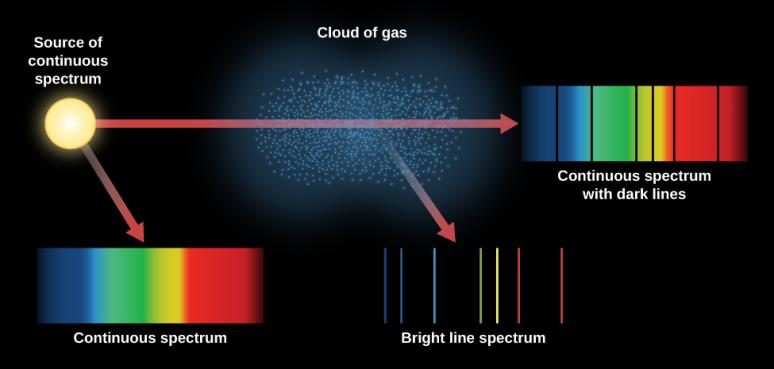 Source of
continuous
spectrum
Cloud of gas
Continuous spectrum
with dark lines
Continuous spectrum
Bright line spectrum